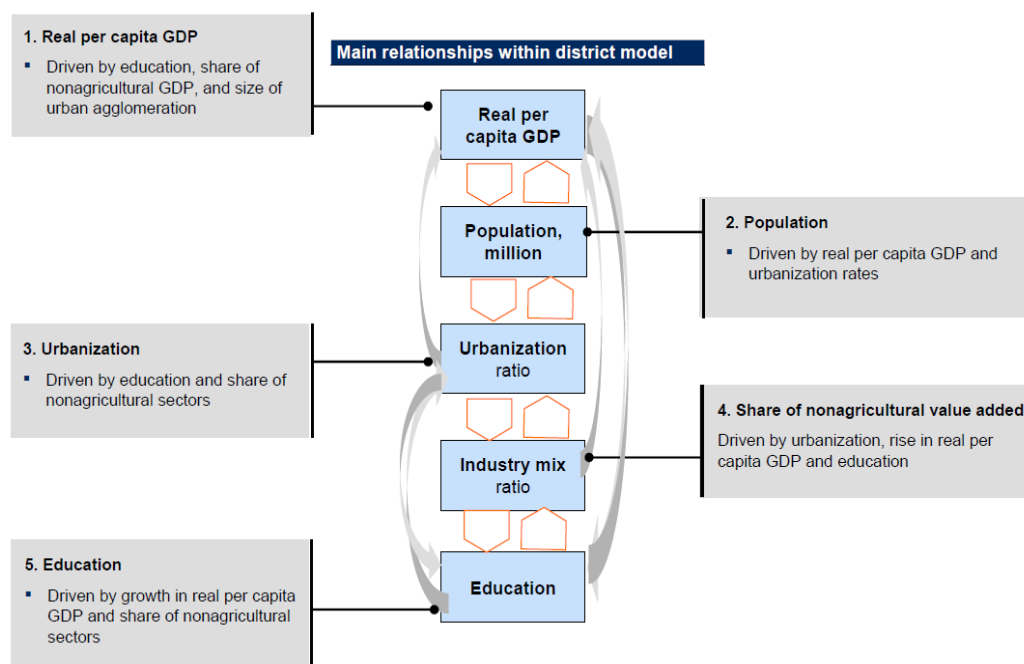 1. Real per capita GDP
▪ Driven by education, share of
nonagricultural GDP, and size of
urban agglomeration
Main relationships within district model
Real per
capita GDP
Population,
million
2. Population
▪ Driven by real per capita GDP and
urbanization rates
3. Urbanization
▪ Driven by education and share of
nonagricultural sectors
Urbanization
ratio
4. Share of nonagricultural value added
Driven by urbanization, rise in real per
capita GDP and education
Industry mix
ratio
5. Education
▪ Driven by growth in real per capita
GDP and share of nonagricultural
sectors
Education